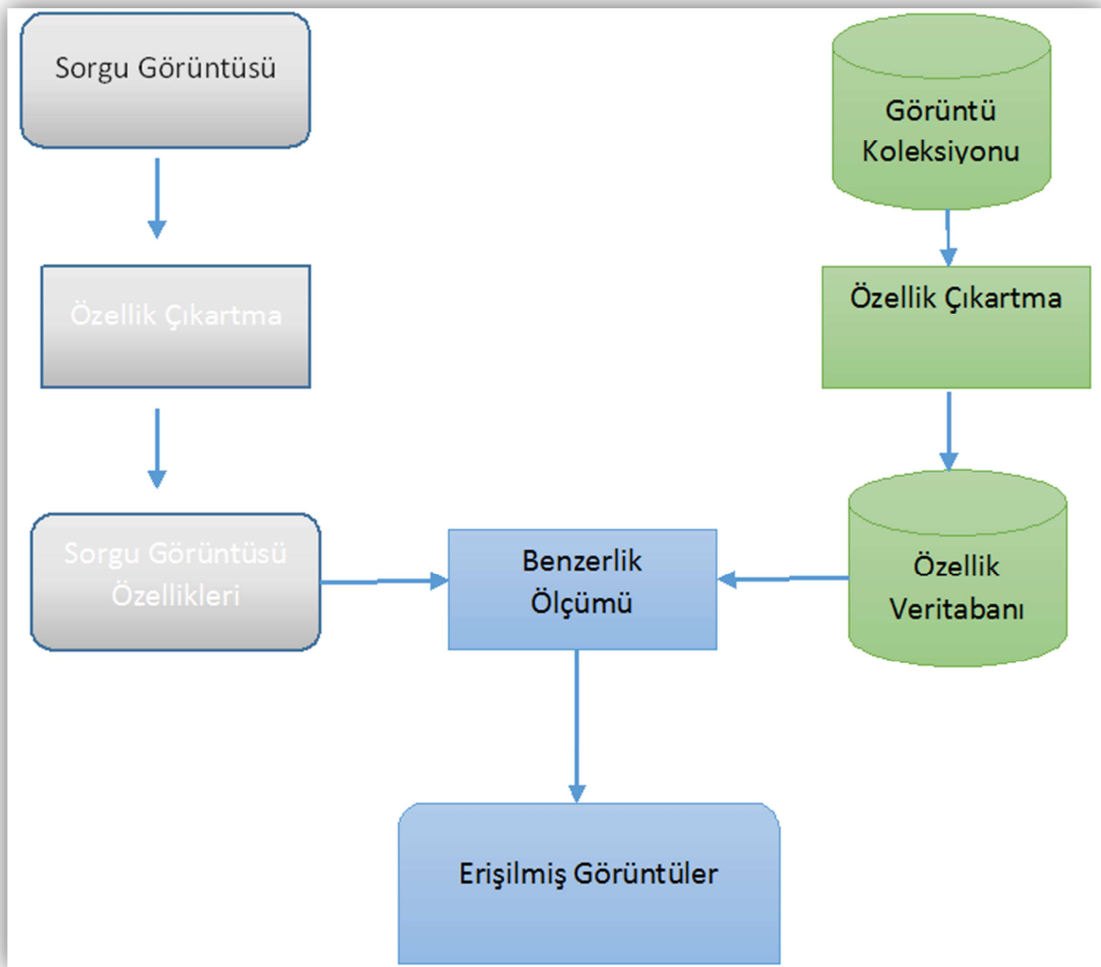 Sorgu Görüntüsü
Görüntü
Koleksiyonu
Özellik Çıkartma
Özellik Çıkartma
Sorgu Görüntüsü
Özellikleri
Benzerlik
Ölçümü
Özellik
Veritabanı
Erişilmiş Görüntüler